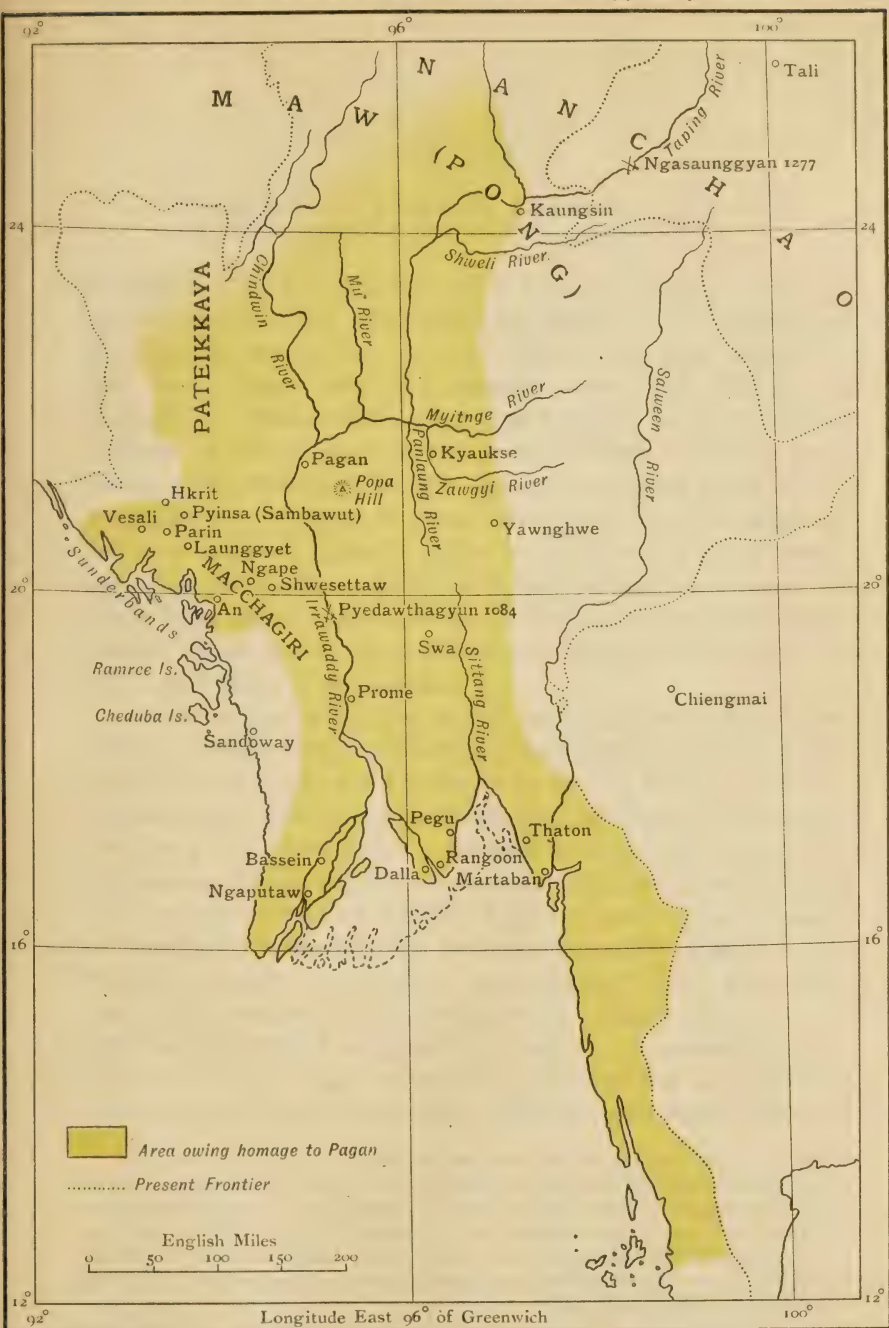 92° 96° 100°
Tali
M A W N A N C H A O
(P O N G)
Taping River
Ngasaunggyan 1277
Kaungsin
24 24
Shweli River.
PATEIKKAYA
Chindwin River
Mu River
Salween River
Myitnge River
Pagan
Panlaung River
Kyaukse
Popa Hill
Zawgyi River
Hkrit
Pyinsa (Sambawut)
Vesali
Parin
Yawnghwe
Launggyet
MACCHAGIRI
Ngape
Shwesettaw
20° 20°
Sunderbands
An
Pyedawthagyun 1084
Irrawaddy River
Swa
Sittang River
Ramree Is.
Prome
Chiengmai
Cheduba Is.
Sandoway
Pegu
Thaton
Bassein
Dalla
Rangoon
Martaban
Ngaputaw
16° 16°
Area owing homage to Pagan
Present Frontier
English Miles
0 50 100 150 200
12° 12°
92° Longitude East 96° of Greenwich 100°